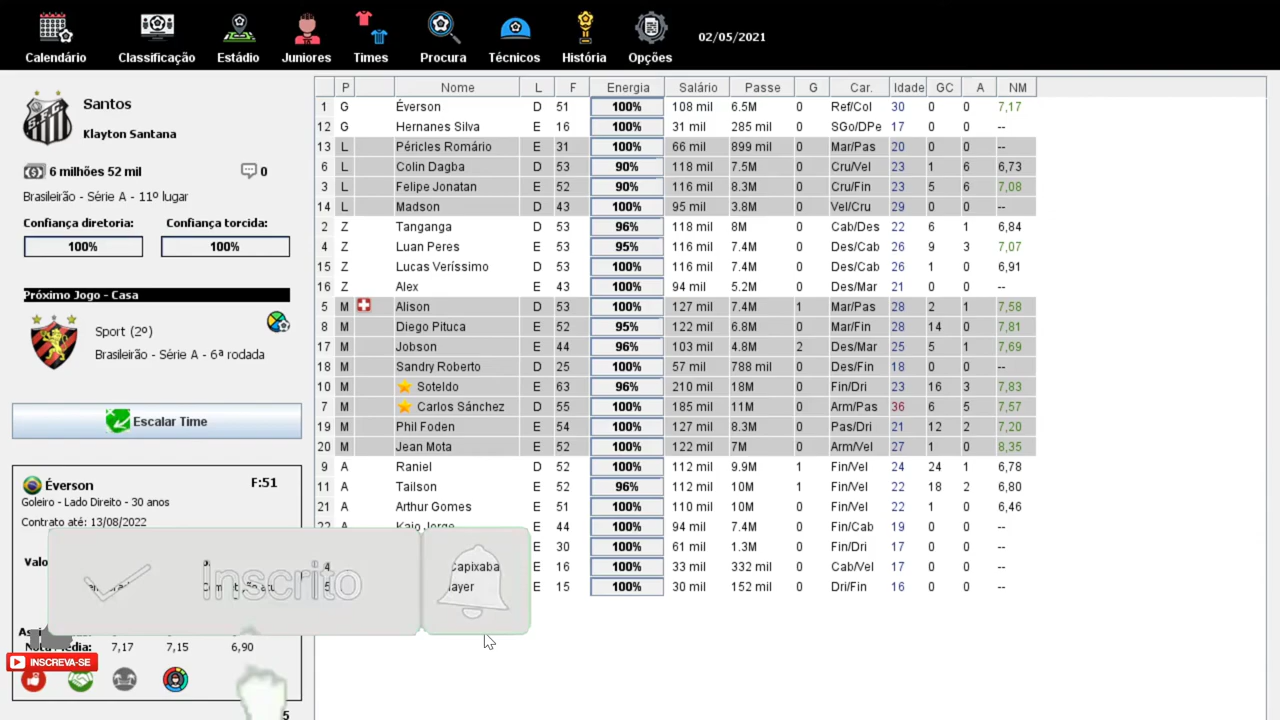 Calendário Classificação Estádio Juniores Times Procura Técnicos História Opções 02/05/2021
Santos
Klayton Santana
6 milhões 52 mil 0
Brasileirão - Série A - 11º lugar
Confiança diretoria: Confiança torcida:
100% 100%
Próximo Jogo - Casa
Sport (2º)
Brasileirão - Série A - 6ª rodada
Escalar Time
Éverson F:51
Goleiro - Lado Direito - 30 anos
Contrato até: 13/08/2022
Valo
Nota Média: 7,17 7,15 6,90
5
P Nome L F Energia Salário Passe G Car. Idade GC A NM
1 G Éverson D 51 100% 108 mil 6.5M 0 Ref/Col 30 0 0 7,17
12 G Hernanes Silva E 16 100% 31 mil 285 mil 0 SGo/DPe 17 0 0 --
13 L Péricles Romário E 31 100% 66 mil 899 mil 0 Mar/Pas 20 0 0 --
6 L Colin Dagba D 53 90% 118 mil 7.5M 0 Cru/Vel 23 1 6 6,73
3 L Felipe Jonatan E 52 90% 116 mil 8.3M 0 Cru/Fin 23 5 6 7,08
14 L Madson D 43 100% 95 mil 3.8M 0 Vel/Cru 29 0 0 --
2 Z Tanganga D 53 96% 118 mil 8M 0 Cab/Des 22 6 1 6,84
4 Z Luan Peres E 53 95% 116 mil 7.4M 0 Des/Cab 26 9 3 7,07
15 Z Lucas Veríssimo D 53 100% 116 mil 7.4M 0 Des/Cab 26 1 0 6,91
16 Z Alex E 43 100% 94 mil 5.2M 0 Des/Mar 21 0 0 --
5 M Alison D 53 100% 127 mil 7.4M 1 Mar/Pas 28 2 1 7,58
8 M Diego Pituca E 52 95% 122 mil 6.8M 0 Mar/Fin 28 14 0 7,81
17 M Jobson E 44 96% 103 mil 4.8M 2 Des/Mar 25 5 1 7,69
18 M Sandry Roberto D 25 100% 57 mil 788 mil 0 Des/Fin 18 0 0 --
10 M Soteldo E 63 96% 210 mil 18M 0 Fin/Dri 23 16 3 7,83
7 M Carlos Sánchez D 55 100% 185 mil 11M 0 Arm/Pas 36 6 5 7,57
19 M Phil Foden E 54 100% 127 mil 8.3M 0 Pas/Dri 21 12 2 7,20
20 M Jean Mota E 52 100% 122 mil 7M 0 Arm/Vel 27 1 0 8,35
9 A Raniel D 52 100% 112 mil 9.9M 1 Fin/Vel 24 24 1 6,78
11 A Tailson E 52 96% 112 mil 10M 1 Fin/Vel 22 18 2 6,80
21 A Arthur Gomes E 51 100% 110 mil 10M 0 Fin/Vel 22 1 0 6,46
22 A Kaio Jorge E 44 100% 94 mil 7.4M 0 Fin/Cab 19 0 0 --
E 30 100% 61 mil 1.3M 0 Fin/Dri 17 0 0 --
4 Capixaba E 16 100% 33 mil 332 mil 0 Cab/Vel 17 0 0 --
ayer E 15 100% 30 mil 152 mil 0 Dri/Fin 16 0 0 --
Inscrito
INSCREVA-SE